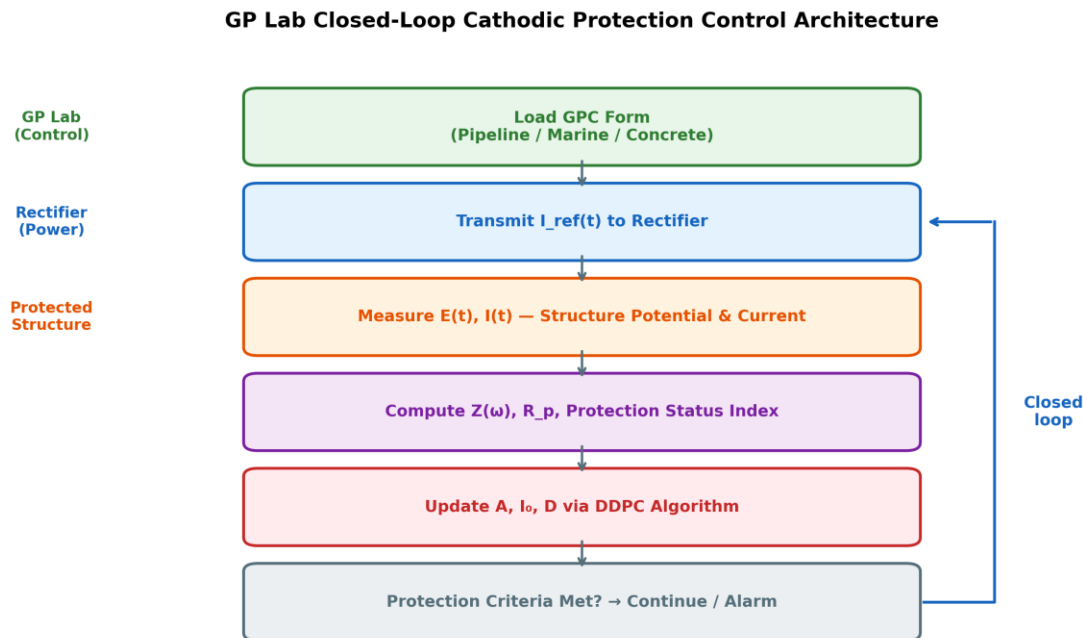 GP Lab Closed-Loop Cathodic Protection Control Architecture
GP Lab
(Control)
Load GPC Form
(Pipeline / Marine / Concrete)
Rectifier
(Power)
Transmit I_ref(t) to Rectifier
Protected
Structure
Measure E(t), I(t) — Structure Potential & Current
Compute Z(ω), R_p, Protection Status Index
Closed
loop
Update A, I₀, D via DDPC Algorithm
Protection Criteria Met? → Continue / Alarm